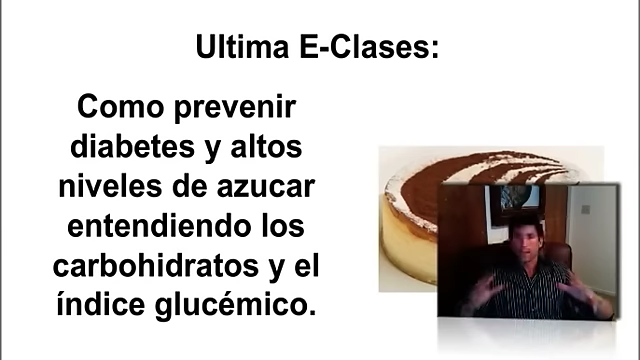 Ultima E-Clases:
Como prevenir
diabetes y altos
niveles de azucar
entendiendo los
carbohidratos y el
índice glucémico.